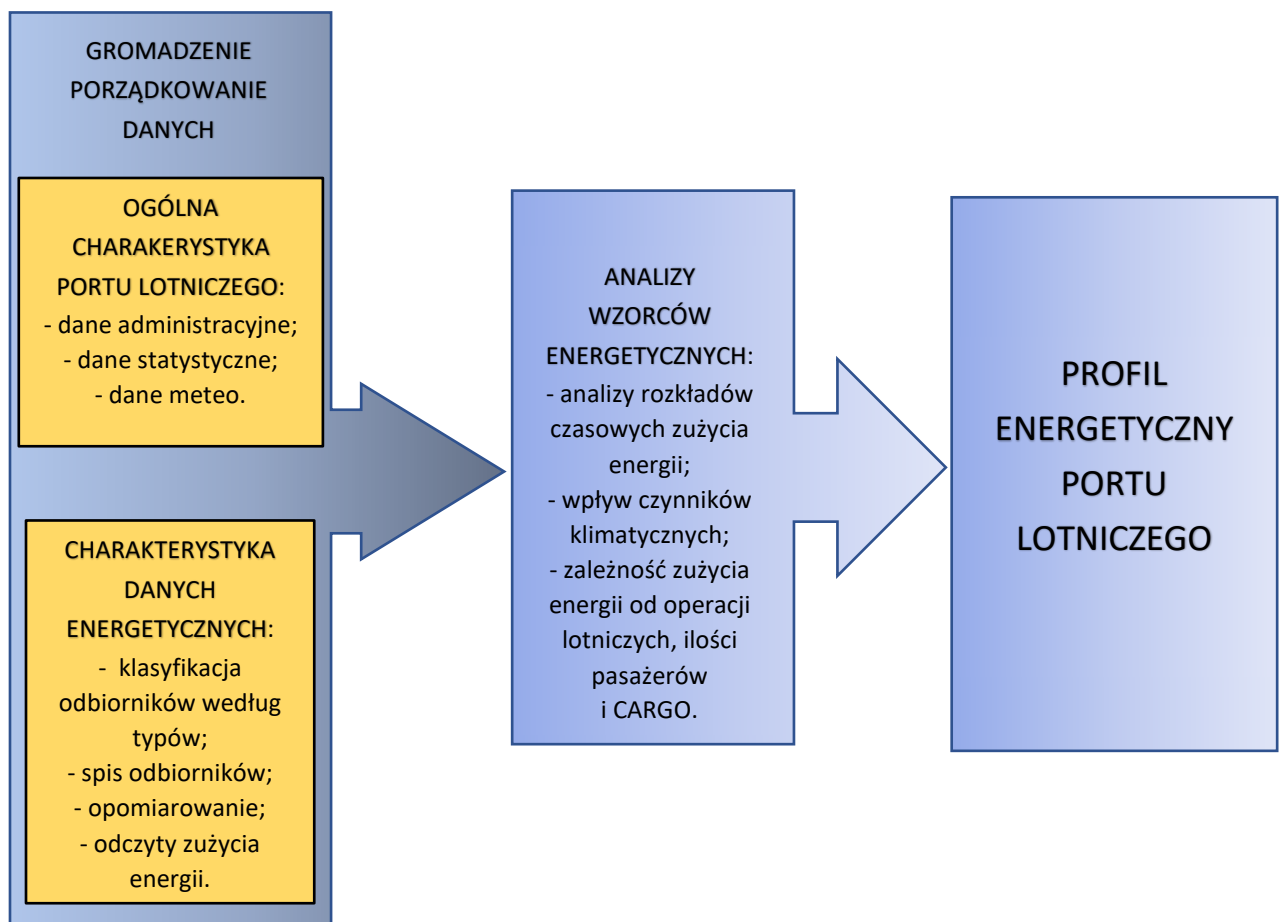 GROMADZENIE
PORZĄDKOWANIE
DANYCH
OGÓLNA
CHARAKERYSTYKA
PORTU LOTNICZEGO:
- dane administracyjne;
- dane statystyczne;
- dane meteo.
CHARAKTERYSTYKA
DANYCH
ENERGETYCZNYCH:
- klasyfikacja
odbiorników według
typów;
- spis odbiorników;
- opomiarowanie;
- odczyty zużycia
energii.
ANALIZY
WZORCÓW
ENERGETYCZNYCH:
- analizy rozkładów
czasowych zużycia
energii;
- wpływ czynników
klimatycznych;
- zależność zużycia
energii od operacji
lotniczych, ilości
pasażerów
i CARGO.
PROFIL
ENERGETYCZNY
PORTU
LOTNICZEGO